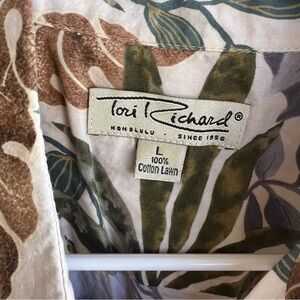 Tori Richard®
HONOLULU . SINCE 1956
L
100%
Cotton Lawn